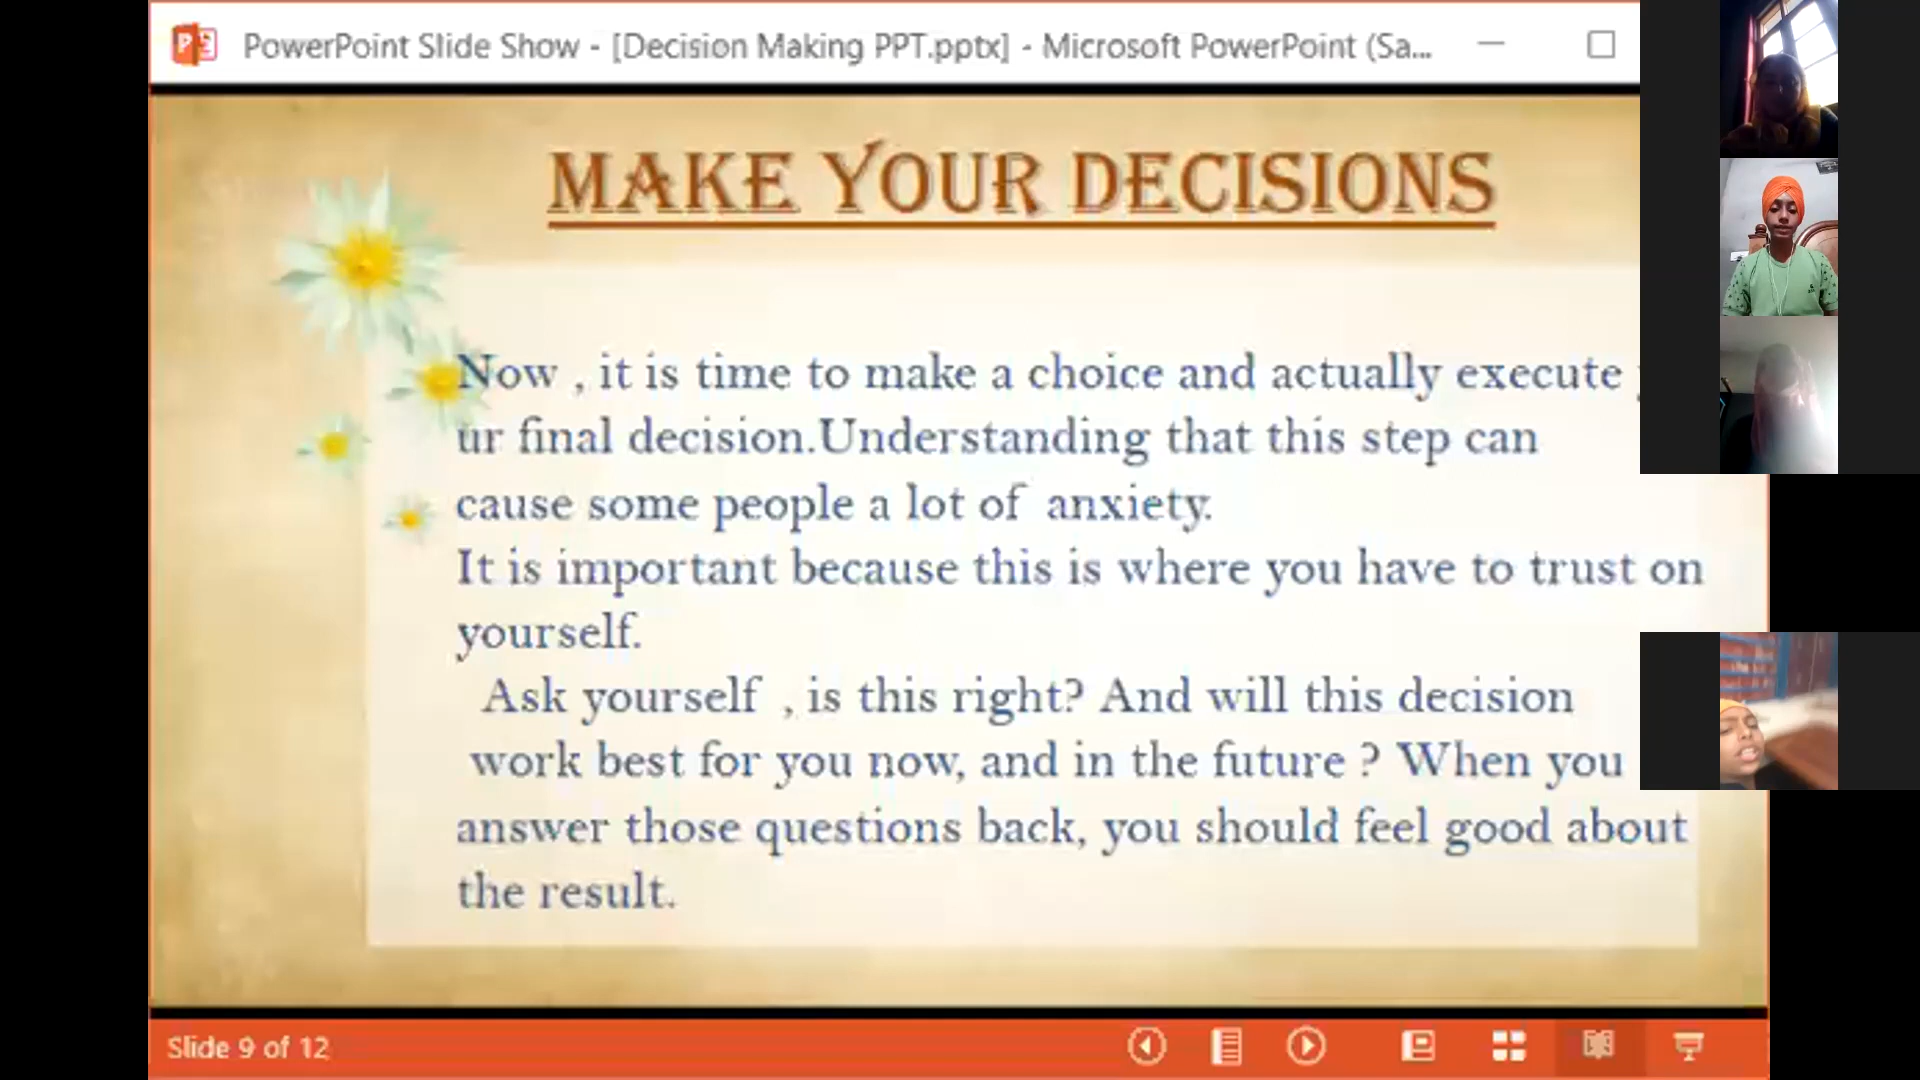 PowerPoint Slide Show - [Decision Making PPT.pptx] - Microsoft PowerPoint (Sa...
MAKE YOUR DECISIONS
Now , it is time to make a choice and actually execute
ur final decision.Understanding that this step can
cause some people a lot of anxiety.
It is important because this is where you have to trust on
yourself.
Ask yourself , is this right? And will this decision
work best for you now, and in the future ? When you
answer those questions back, you should feel good about
the result.
Slide 9 of 12